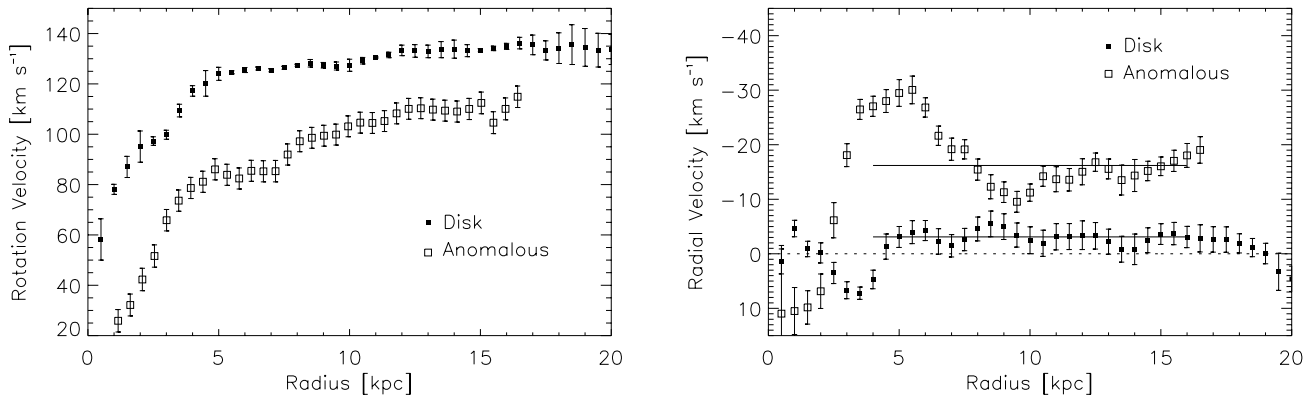 Rotation Velocity [km s⁻¹]
140
120
100
80
60
40
20
Disk
Anomalous
0 5 10 15 20
Radius [kpc]
Radial Velocity [km s⁻¹]
-40
-30
-20
-10
0
10
Disk
Anomalous
0 5 10 15 20
Radius [kpc]